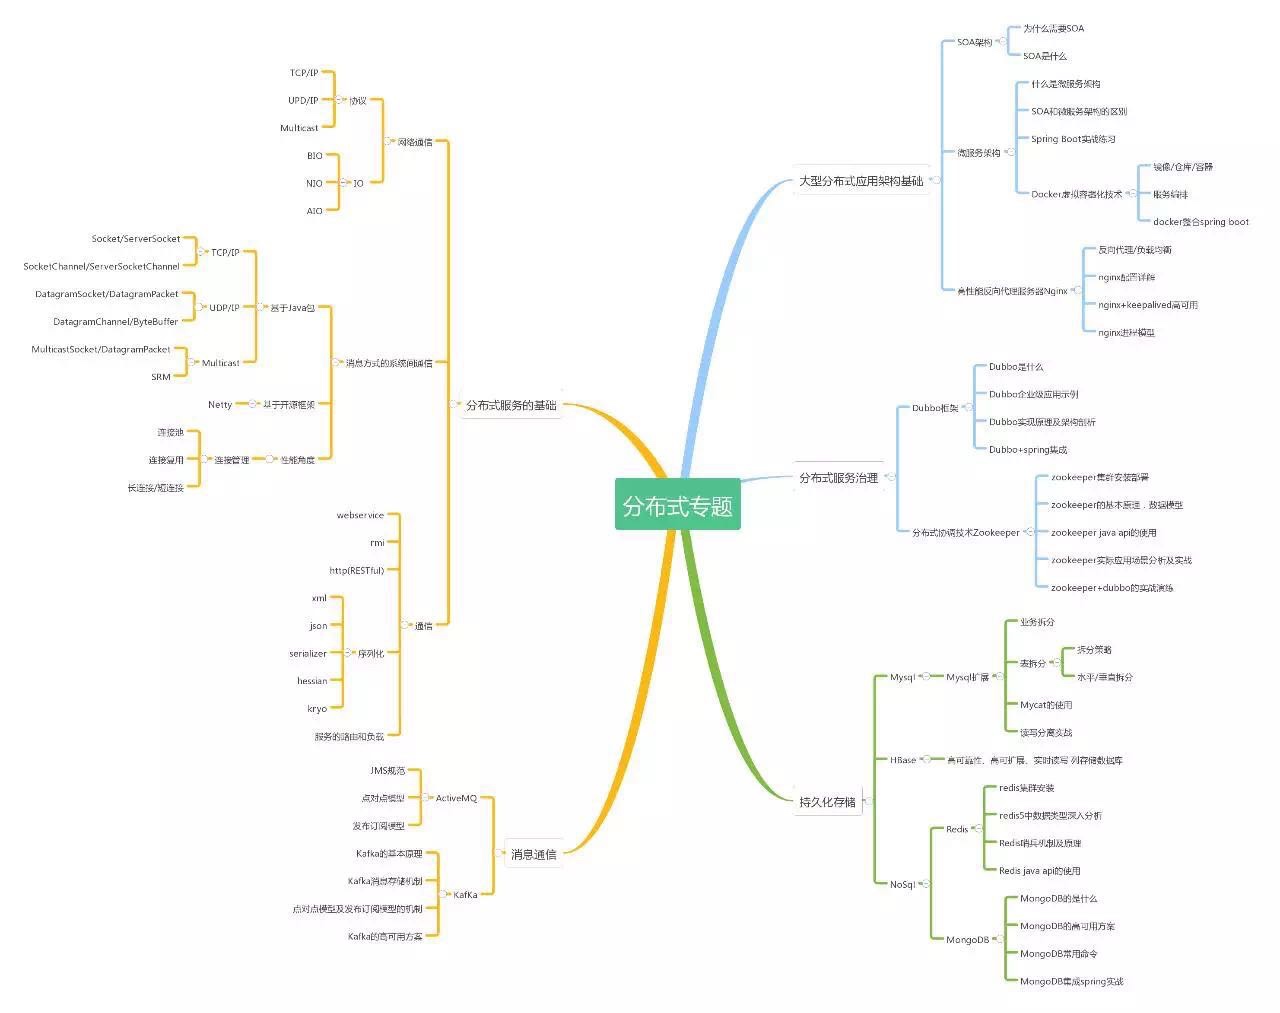 分布式专题
大型分布式应用架构基础
SOA架构
为什么需要SOA
SOA是什么
微服务架构
什么是微服务架构
SOA和微服务架构的区别
Spring Boot实战练习
Docker虚拟容器化技术
镜像/仓库/容器
服务编排
docker整合spring boot
高性能反向代理服务器Nginx
反向代理/负载均衡
nginx配置详解
nginx+keepalived高可用
nginx进程模型
分布式服务治理
Dubbo框架
Dubbo是什么
Dubbo企业级应用示例
Dubbo实现原理及架构剖析
Dubbo+spring集成
分布式协调技术Zookeeper
zookeeper集群安装部署
zookeeper的基本原理，数据模型
zookeeper java api的使用
zookeeper实际应用场景分析及实战
zookeeper+dubbo的实战演练
持久化存储
Mysql
Mysql扩展
业务拆分
表拆分
拆分策略
水平/垂直拆分
Mycat的使用
读写分离实战
HBase
高可靠性、高可扩展、实时读写 列存储数据库
NoSql
Redis
redis集群安装
redis5中数据类型深入分析
Redis哨兵机制及原理
Redis java api的使用
MongoDB
MongoDB的是什么
MongoDB的高可用方案
MongoDB常用命令
MongoDB集成spring实战
分布式服务的基础
网络通信
协议
TCP/IP
UPD/IP
Multicast
IO
BIO
NIO
AIO
消息方式的系统间通信
基于Java包
TCP/IP
Socket/ServerSocket
SocketChannel/ServerSocketChannel
UDP/IP
DatagramSocket/DatagramPacket
DatagramChannel/ByteBuffer
Multicast
MulticastSocket/DatagramPacket
SRM
基于开源框架
Netty
性能角度
连接管理
连接池
连接复用
长连接/短连接
通信
webservice
rmi
http(RESTful)
序列化
xml
json
serializer
hessian
kryo
服务的路由和负载
消息通信
ActiveMQ
JMS规范
点对点模型
发布订阅模型
KafKa
Kafka的基本原理
Kafka消息存储机制
点对点模型及发布订阅模型的机制
Kafka的高可用方案